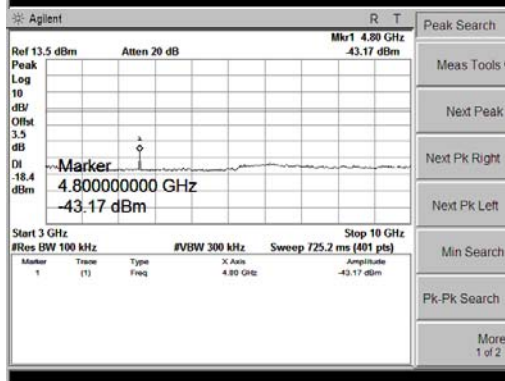 Agilent R T
Peak Search
Mkr1 4.80 GHz
Ref 13.5 dBm Atten 20 dB -43.17 dBm
Peak
Log
10
dB/
Offst
3.5
dB
DI
-18.4
dBm
1
Marker
4.800000000 GHz
-43.17 dBm
Start 3 GHz Stop 10 GHz
#Res BW 100 kHz #VBW 300 kHz Sweep 725.2 ms (401 pts)
Marker Trace Type X Axis Amplitude
1 (1) Freq 4.80 GHz -43.17 dBm
Meas Tools
Next Peak
Next Pk Right
Next Pk Left
Min Search
Pk-Pk Search
More
1 of 2